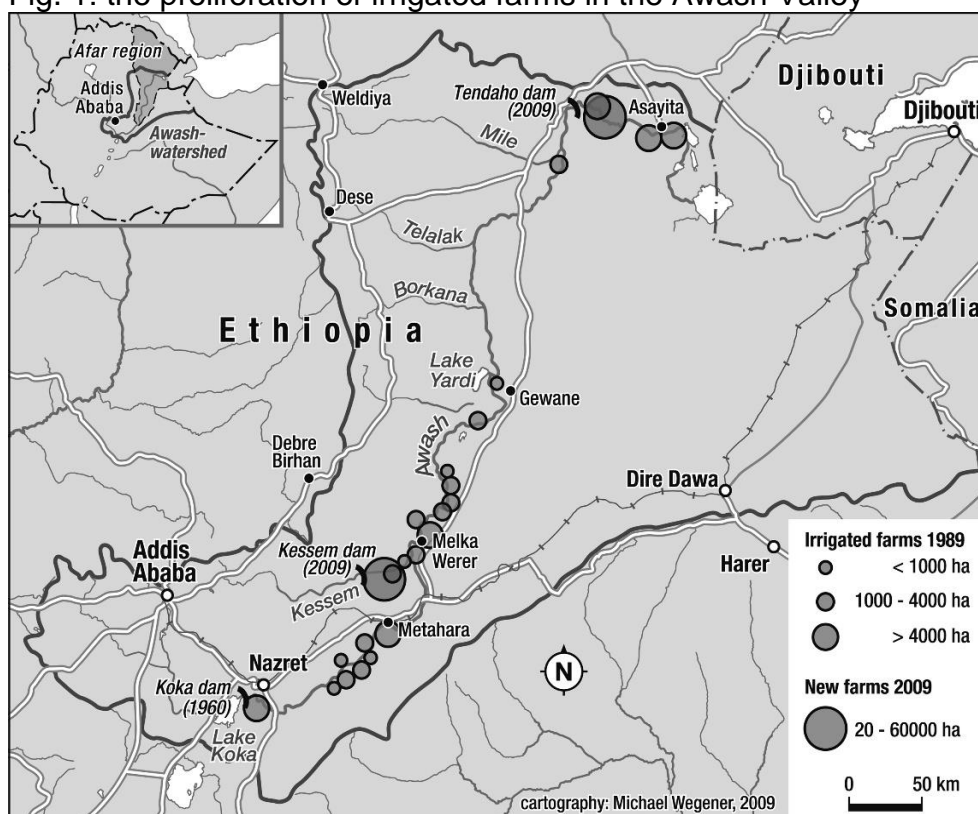 Fig. 1: the proliferation of irrigated farms in the Awash Valley
Afar region
Addis
Ababa
Awash-
watershed
Weldiya
Tendaho dam
(2009)
Asayita
Djibouti
Djibouti
Mile
Dese
Telalak
Borkana
Ethiopia
Somalia
Lake
Yardi
Gewane
Awash
Debre
Birhan
Dire Dawa
Harer
Addis
Ababa
Kessem dam
(2009)
Melka
Werer
Kessem
Metahara
Nazret
Koka dam
(1960)
Lake
Koka
N
Irrigated farms 1989
< 1000 ha
1000 - 4000 ha
> 4000 ha
New farms 2009
20 - 60000 ha
0 50 km
cartography: Michael Wegener, 2009